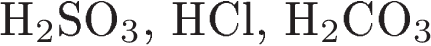 H₂SO₃, HCl, H₂CO₃